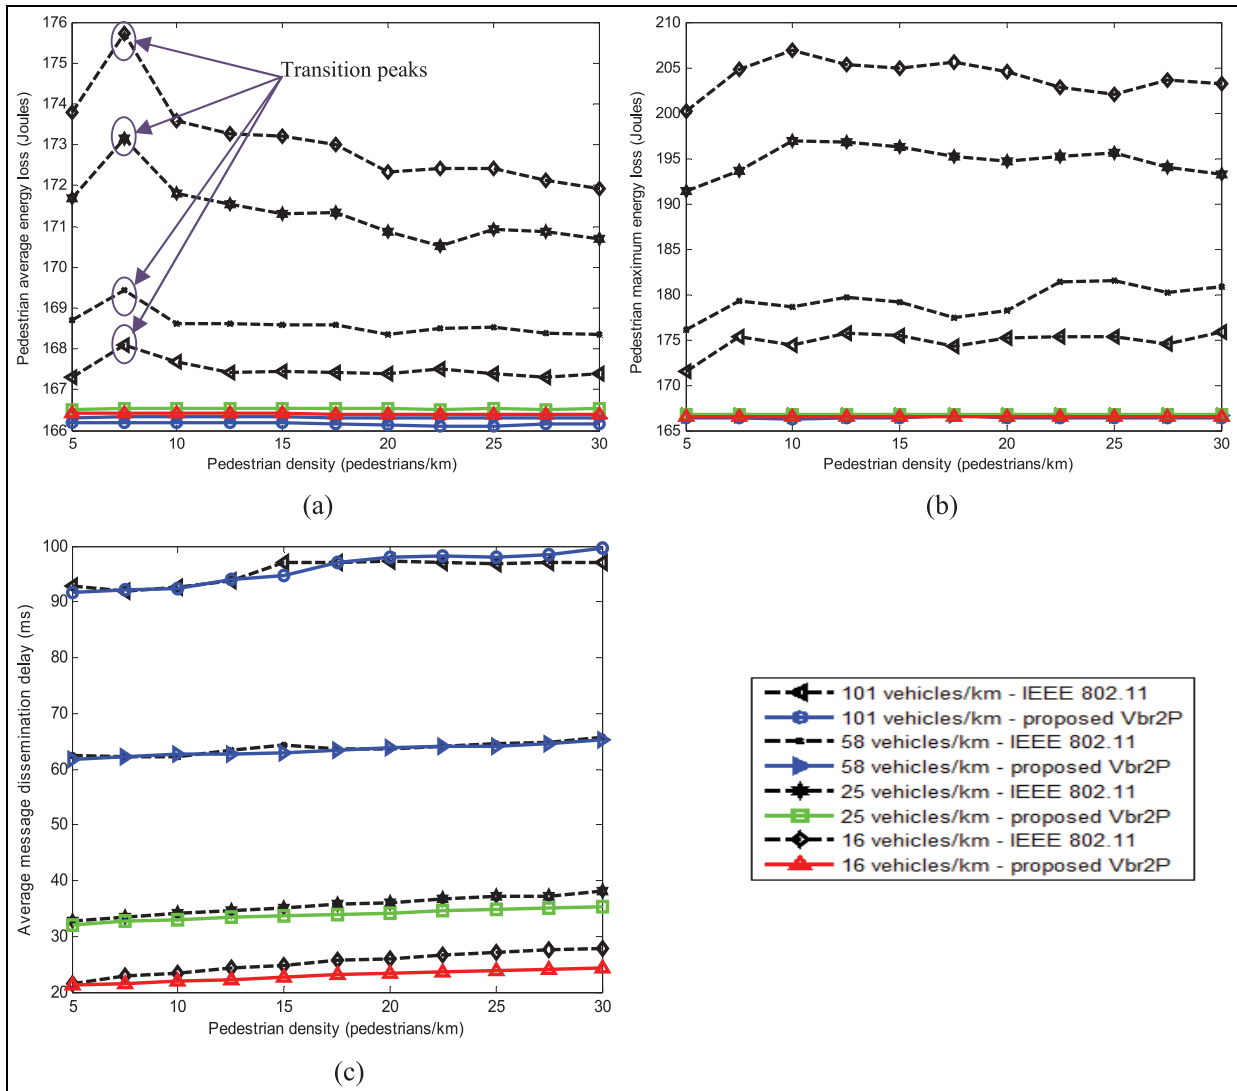 176
175
174
173
172
171
170
169
168
167
166
Pedestrian average energy loss (Joules)
Transition peaks
5 10 15 20 25 30
Pedestrian density (pedestrians/km)
(a)
210
205
200
195
190
185
180
175
170
165
Pedestrian maximum energy loss (Joules)
5 10 15 20 25 30
Pedestrian density (pedestrians/km)
(b)
100
90
80
70
60
50
40
30
20
Average message dissemination delay (ms)
5 10 15 20 25 30
Pedestrian density (pedestrians/km)
(c)
101 vehicles/km - IEEE 802.11
101 vehicles/km - proposed Vbr2P
58 vehicles/km - IEEE 802.11
58 vehicles/km - proposed Vbr2P
25 vehicles/km - IEEE 802.11
25 vehicles/km - proposed Vbr2P
16 vehicles/km - IEEE 802.11
16 vehicles/km - proposed Vbr2P